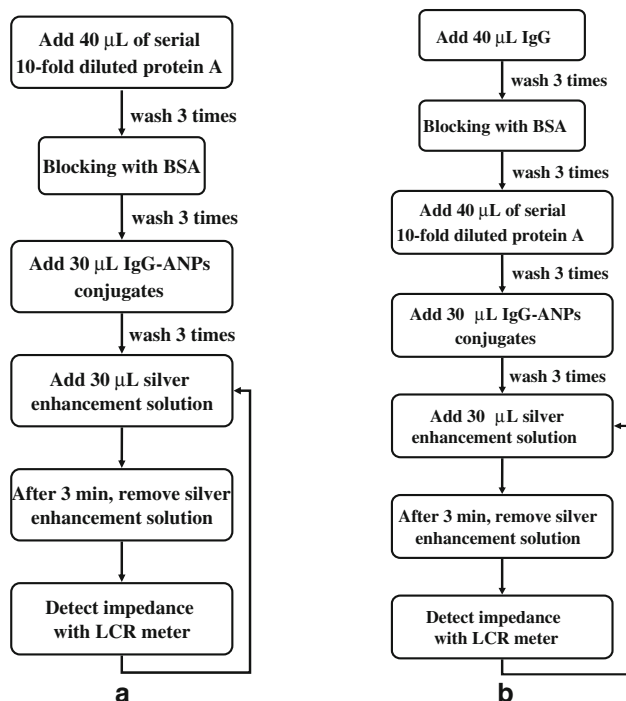 Add 40 μL of serial
10-fold diluted protein A
wash 3 times
Blocking with BSA
wash 3 times
Add 30 μL IgG-ANPs
conjugates
wash 3 times
Add 30 μL silver
enhancement solution
After 3 min, remove silver
enhancement solution
Detect impedance
with LCR meter
a
Add 40 μL IgG
wash 3 times
Blocking with BSA
wash 3 times
Add 40 μL of serial
10-fold diluted protein A
wash 3 times
Add 30 μL IgG-ANPs
conjugates
wash 3 times
Add 30 μL silver
enhancement solution
After 3 min, remove silver
enhancement solution
Detect impedance
with LCR meter
b